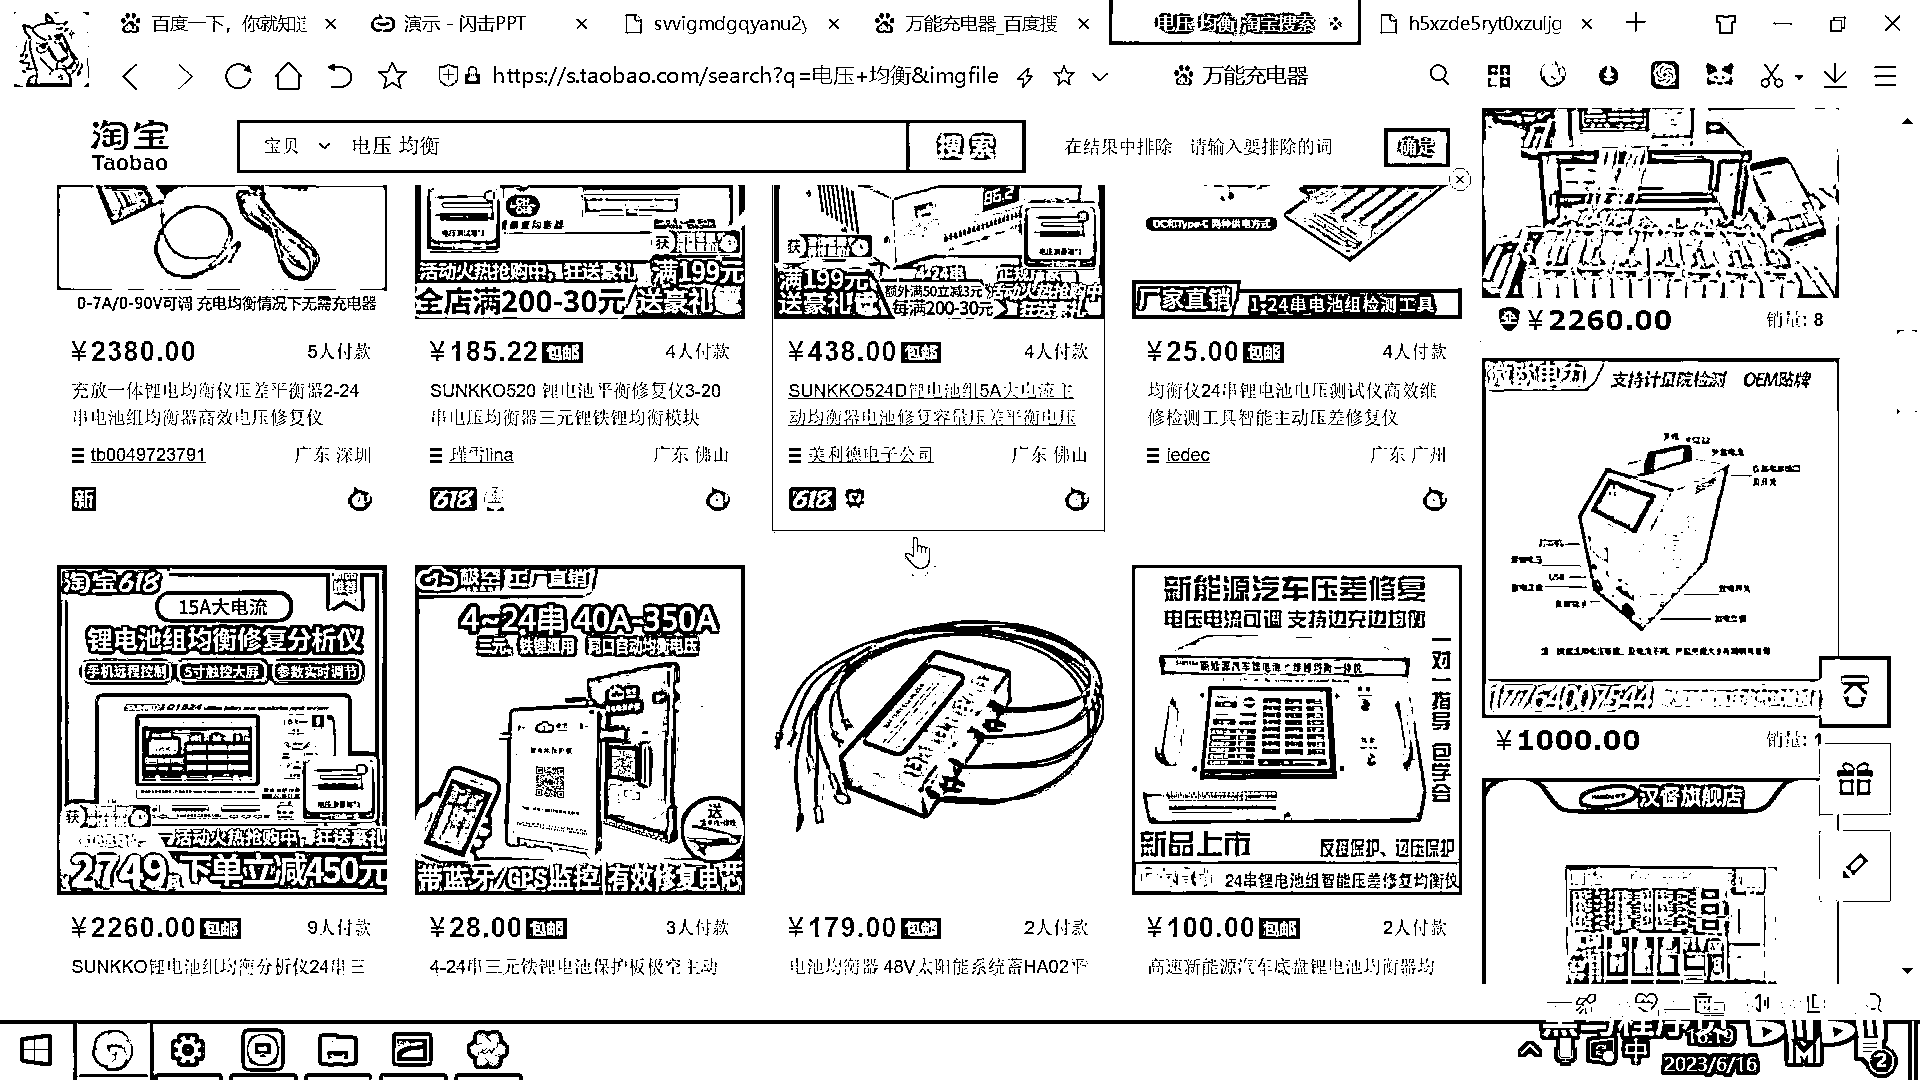 百度一下，你就知道
演示 - 闪击PPT
svvigmdgqyanu2y
万能充电器_百度搜
电压 均衡_淘宝搜索
h5xzde5ryt0xzuljg
https://s.taobao.com/search?q=电压+均衡&imgfile
万能充电器
淘宝
Taobao
宝贝
电压 均衡
搜索
在结果中排除
请输入要排除的词
确定
0-7A/0-90V可调 充电均衡情况下无需充电器
¥2380.00
5人付款
充放一体锂电均衡仪压差平衡器2-24
串电池组均衡器高效电压修复仪
tb0049723791
广东 深圳
新
活动火热抢购中，狂送豪礼
满199元
全店满200-30元
送豪礼
¥185.22 包邮
4人付款
SUNKKO520 锂电池平衡修复仪3-20
串电压均衡器三元锂铁锂均衡模块
瑾雪lina
广东 佛山
618
满199元
送豪礼
4-24串
额外满50立减3元
每满200-30元
活动火热抢购中
狂送豪礼
¥438.00 包邮
4人付款
SUNKKO524D锂电池组5A大电流主
动均衡器电池修复容量压差平衡电压
美利德电子公司
广东 佛山
618
DC和Type-C 两种供电方式
厂家直销
1-24串电池组检测工具
¥25.00 包邮
4人付款
均衡仪24串锂电池电压测试仪高效维
修检测工具智能主动压差修复仪
iedec
广东 广州
¥2260.00
销量: 8
支持计量院检测 OEM贴牌
USB
17764007544
¥1000.00
销量: 1
旗舰店
淘宝618
15A大电流
锂电池组均衡修复分析仪
手机远程控制
5寸触控大屏
参数实时调节
活动火热抢购中，狂送豪礼
2749
下单立减450元
¥2260.00 包邮
9人付款
SUNKKO锂电池组均衡分析仪24串三
极空 工厂直销
4~24串 40A-350A
三元、铁锂通用
带蓝牙/GPS监控 有效修复电芯
送
¥28.00 包邮
3人付款
4-24串三元铁锂电池保护板极空主动
¥179.00 包邮
2人付款
电池均衡器 48V太阳能系统蓄HA02平
新能源汽车压差修复
电压电流可调 支持边充边均衡
一对一指导 包学会
新品上市
反接保护、过压保护
24串锂电池组智能压差修复均衡仪
¥100.00 包邮
2人付款
高速新能源汽车底盘锂电池均衡器均
黑马程序员
中
16:19
2023/6/16
2